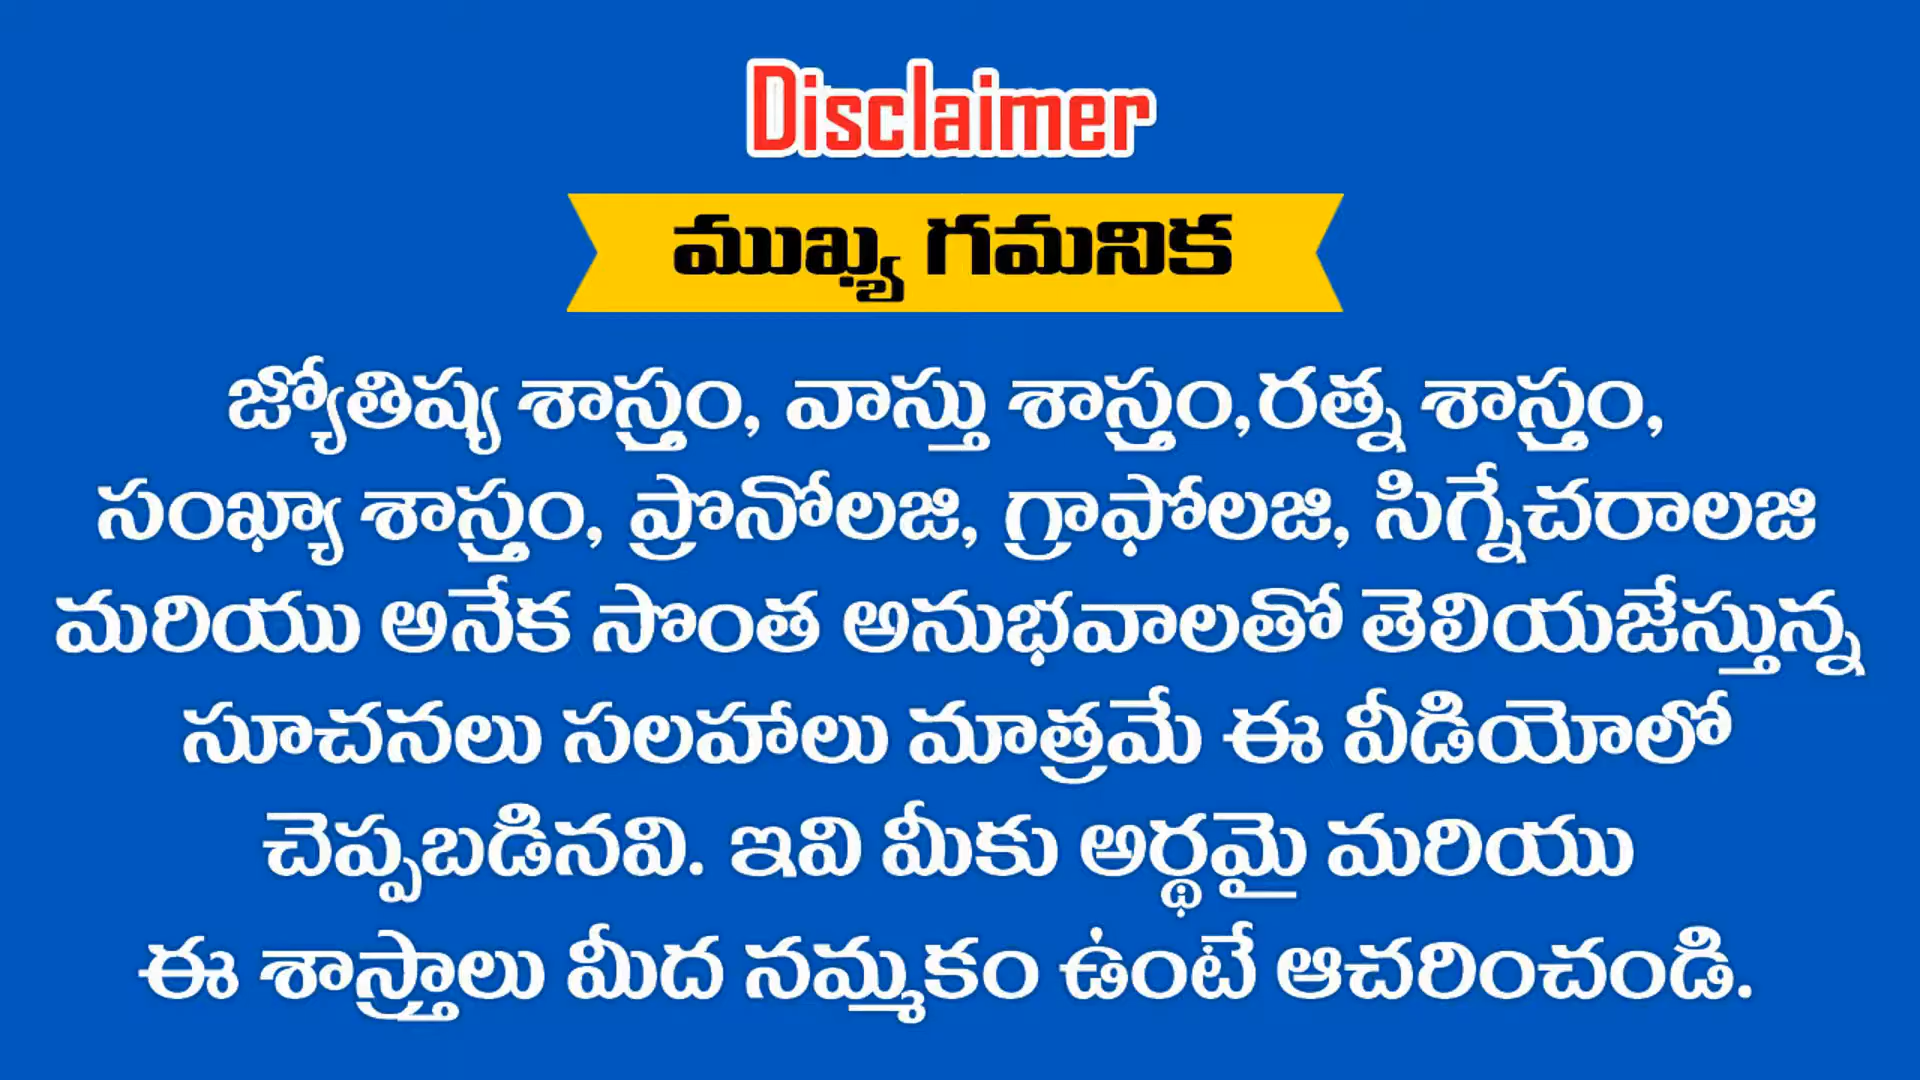 Disclaimer
ముఖ్య గమనిక
జ్యోతిష్య శాస్త్రం, వాస్తు శాస్త్రం,రత్న శాస్త్రం,
సంఖ్యా శాస్త్రం, ప్రొనోలజి, గ్రాఫోలజి, సిగ్నేచరాలజి
మరియు అనేక సొంత అనుభవాలతో తెలియజేస్తున్న
సూచనలు సలహాలు మాత్రమే ఈ వీడియోలో
చెప్పబడినవి. ఇవి మీకు అర్థమై మరియు
ఈ శాస్త్రాలు మీద నమ్మకం ఉంటే ఆచరించండి.